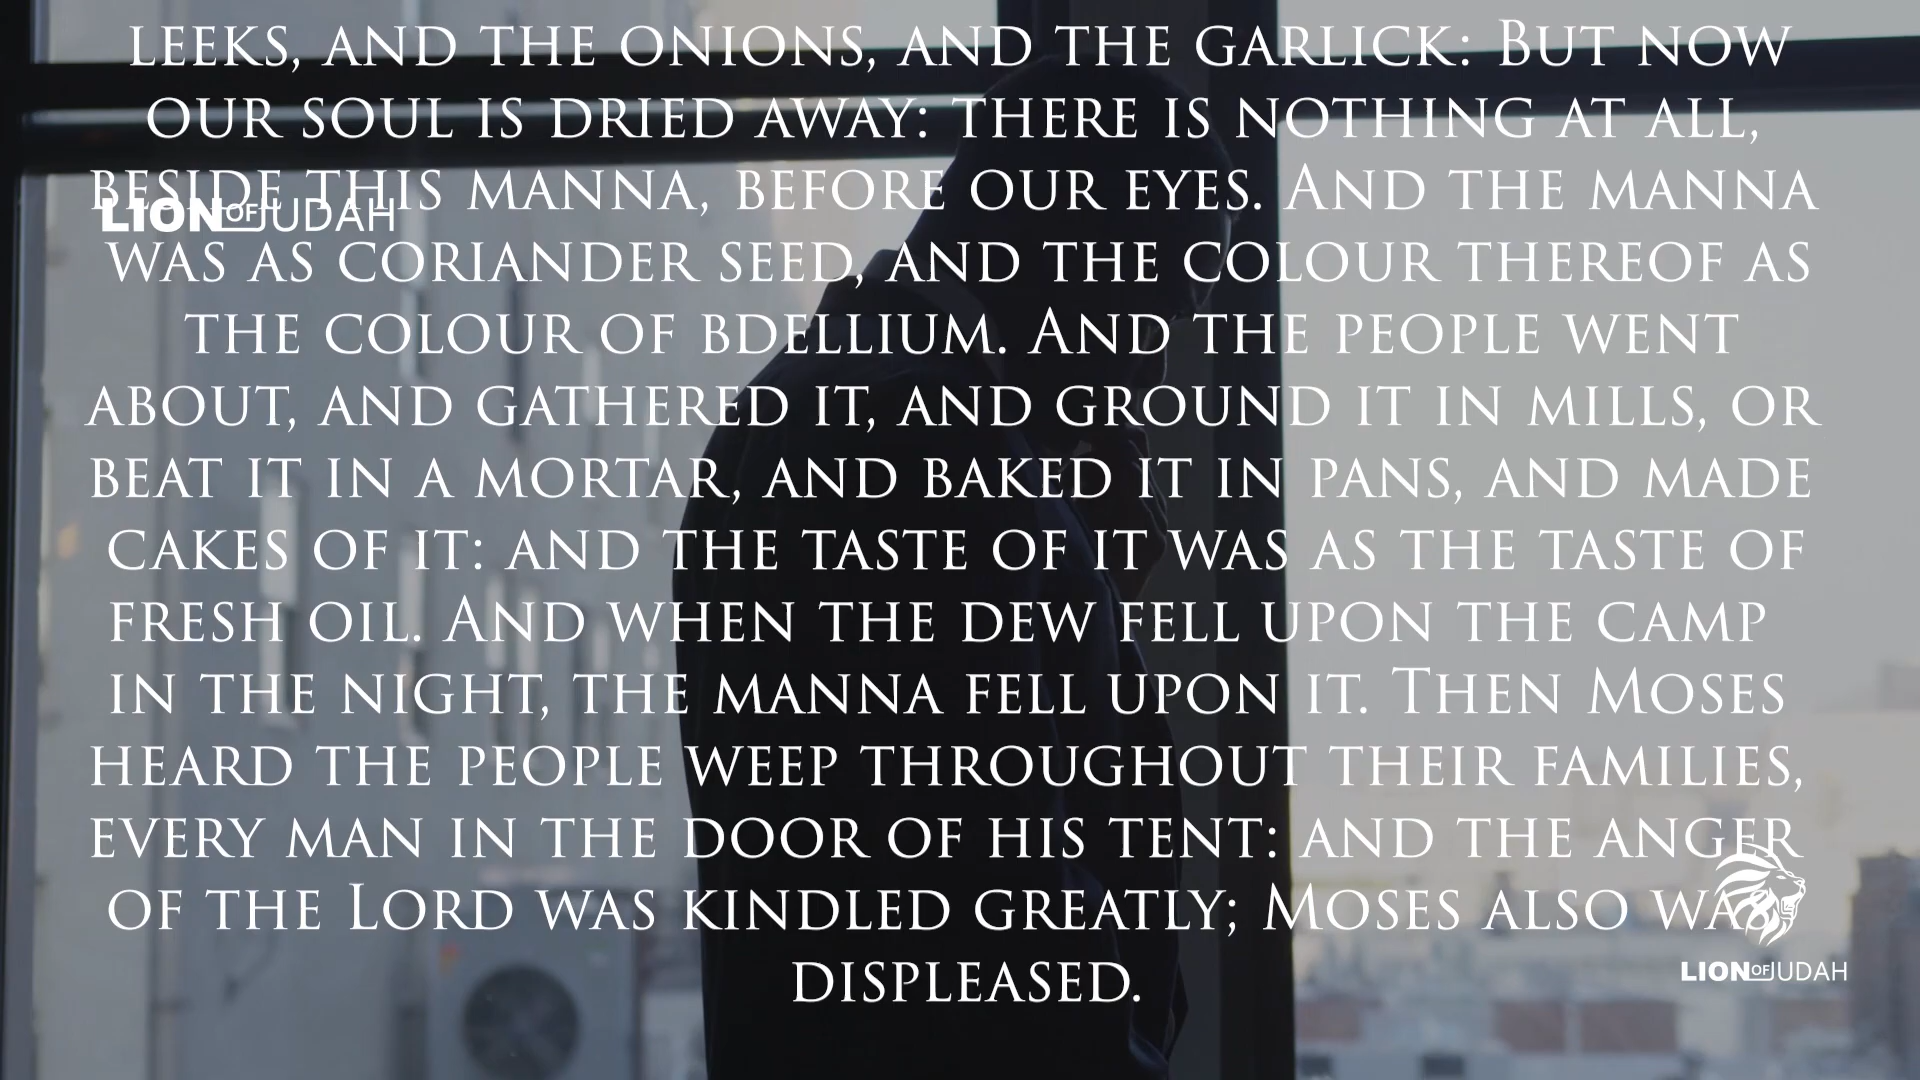 LEEKS, AND THE ONIONS, AND THE GARLICK: BUT NOW
OUR SOUL IS DRIED AWAY: THERE IS NOTHING AT ALL,
BESIDE THIS MANNA, BEFORE OUR EYES. AND THE MANNA
LION OF JUDAH
WAS AS CORIANDER SEED, AND THE COLOUR THEREOF AS
THE COLOUR OF BDELLIUM. AND THE PEOPLE WENT
ABOUT, AND GATHERED IT, AND GROUND IT IN MILLS, OR
BEAT IT IN A MORTAR, AND BAKED IT IN PANS, AND MADE
CAKES OF IT: AND THE TASTE OF IT WAS AS THE TASTE OF
FRESH OIL. AND WHEN THE DEW FELL UPON THE CAMP
IN THE NIGHT, THE MANNA FELL UPON IT. THEN MOSES
HEARD THE PEOPLE WEEP THROUGHOUT THEIR FAMILIES,
EVERY MAN IN THE DOOR OF HIS TENT: AND THE ANGER
OF THE LORD WAS KINDLED GREATLY; MOSES ALSO WAS
DISPLEASED.
LION OF JUDAH